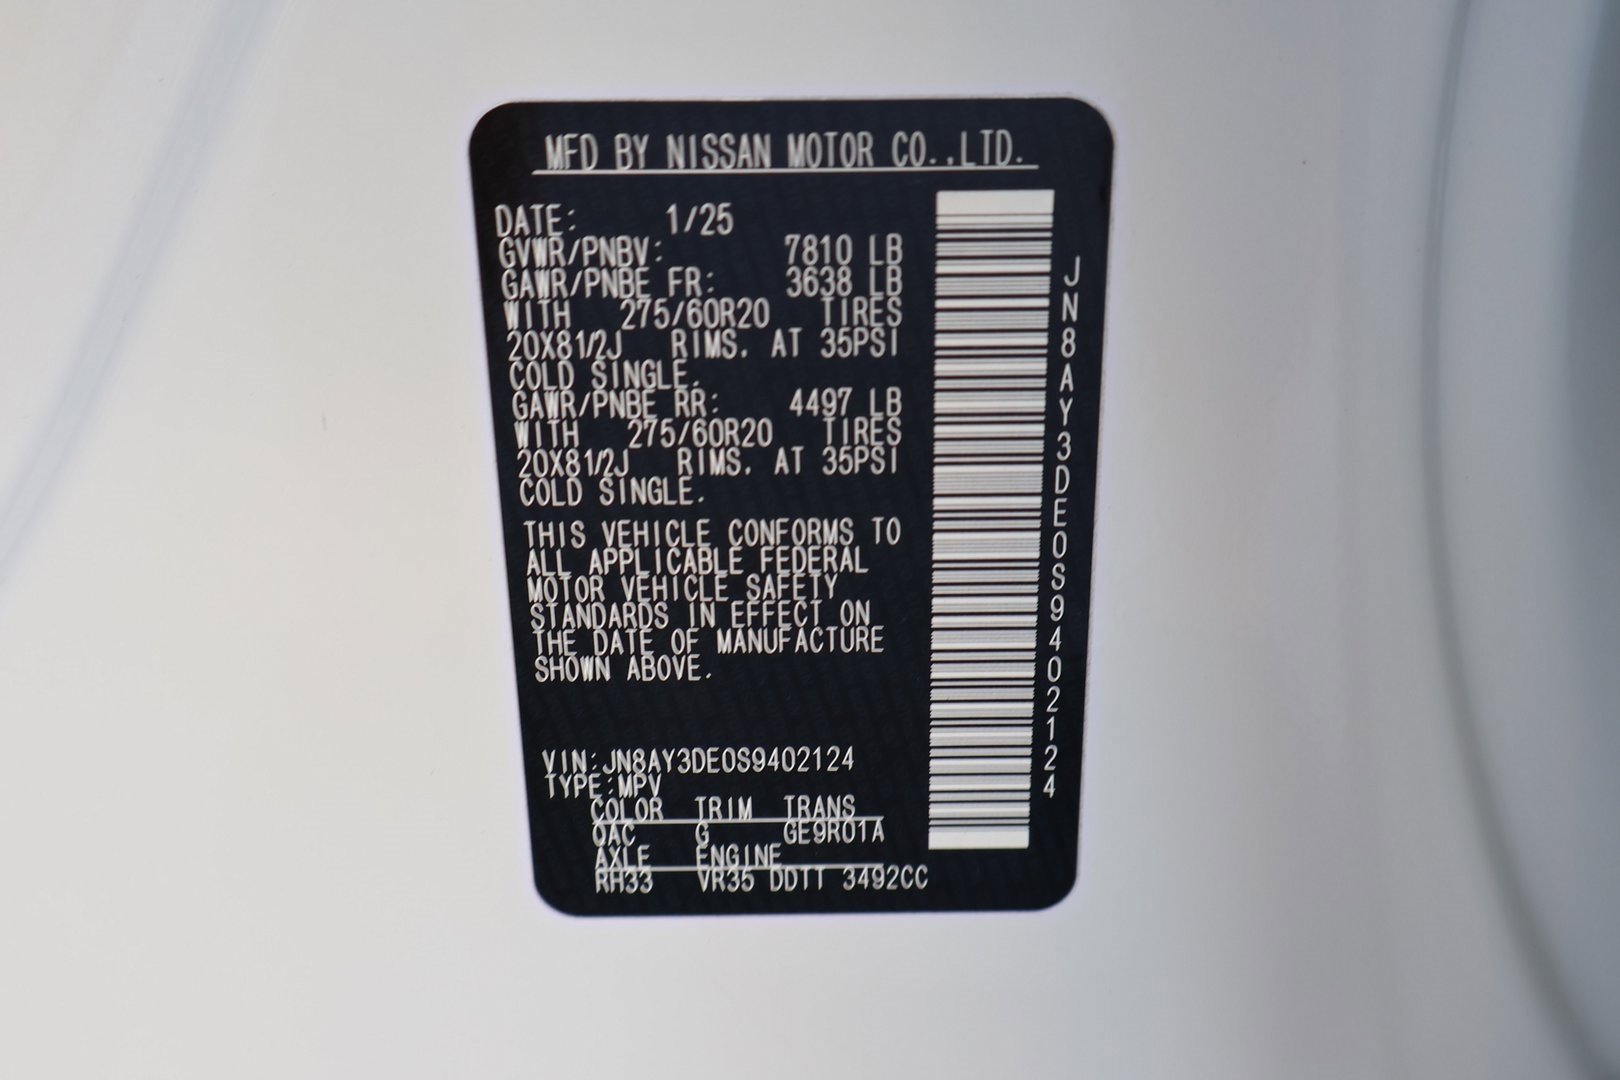 MFD BY NISSAN MOTOR CO.,LTD.
DATE: 1/25
GVWR/PNBV: 7810 LB
GAWR/PNBE FR: 3638 LB
WITH 275/60R20 TIRES
20X81/2J RIMS. AT 35PSI
COLD SINGLE.
GAWR/PNBE RR: 4497 LB
WITH 275/60R20 TIRES
20X81/2J RIMS. AT 35PSI
COLD SINGLE.
THIS VEHICLE CONFORMS TO
ALL APPLICABLE FEDERAL
MOTOR VEHICLE SAFETY
STANDARDS IN EFFECT ON
THE DATE OF MANUFACTURE
SHOWN ABOVE.
VIN:JN8AY3DE0S9402124
TYPE:MPV
COLOR TRIM TRANS
QAC G GE9R01A
AXLE ENGINE
RH33 VR35 DDTT 3492CC
JN8AY3DE0S9402124